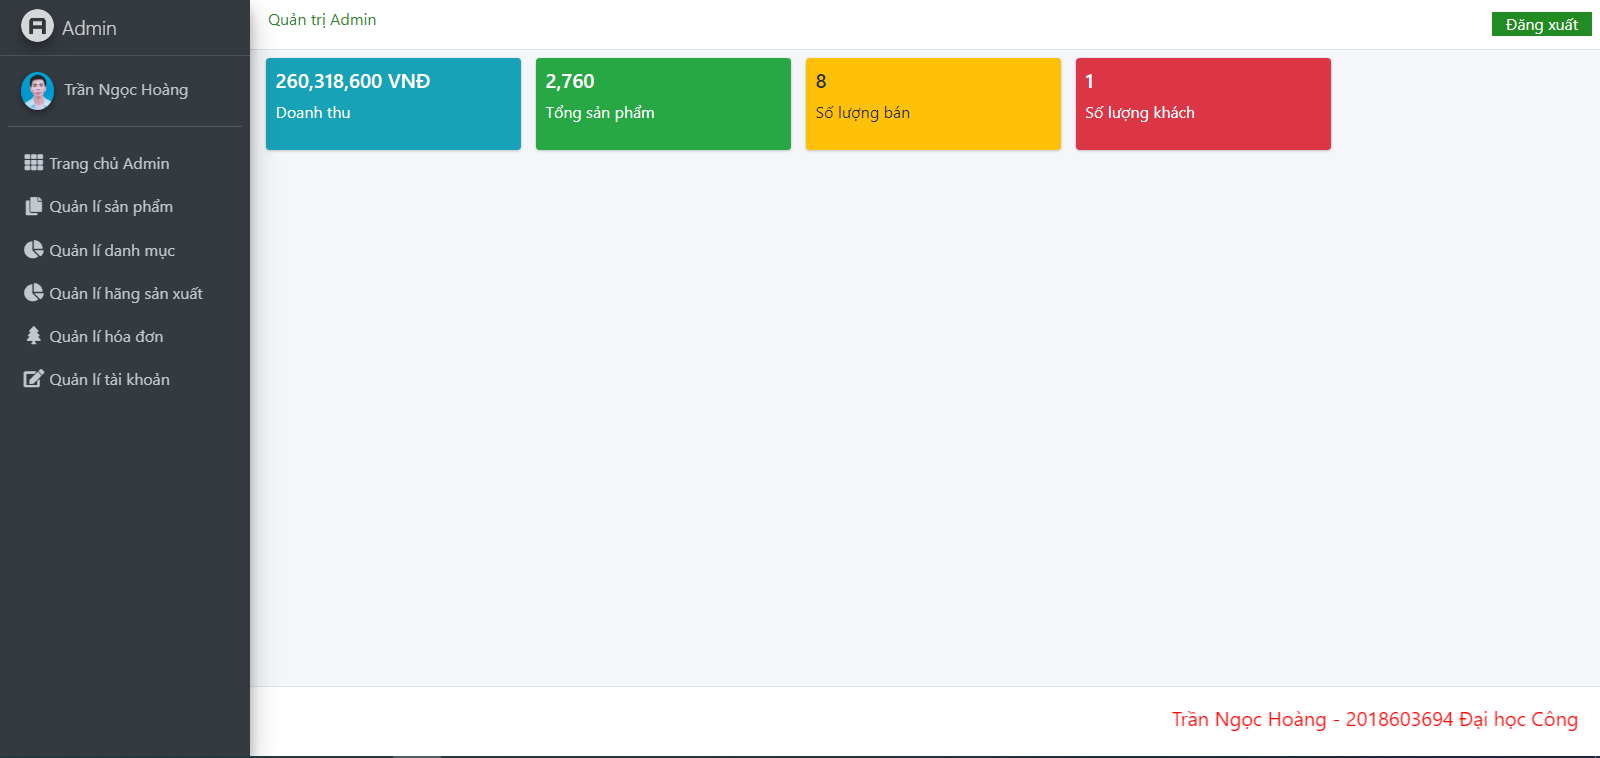 Admin
Trần Ngọc Hoàng
Trang chủ Admin
Quản lí sản phẩm
Quản lí danh mục
Quản lí hãng sản xuất
Quản lí hóa đơn
Quản lí tài khoản
Quản trị Admin
Đăng xuất
260,318,600 VNĐ
Doanh thu
2,760
Tổng sản phẩm
8
Số lượng bán
1
Số lượng khách
Trần Ngọc Hoàng - 2018603694 Đại học Công